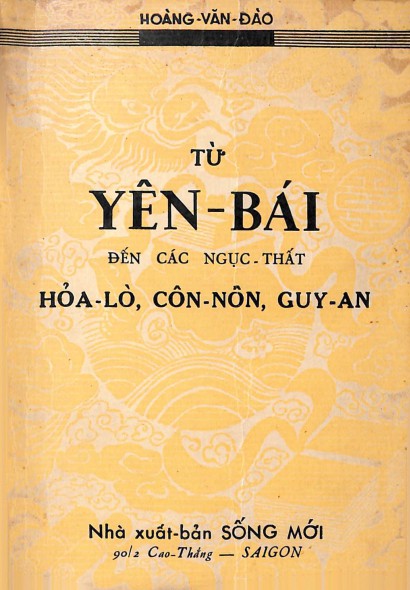 HOÀNG-VĂN-ĐÀO
TỪ
YÊN-BÁI
ĐẾN CÁC NGỤC-THẤT
HỎA-LÒ, CÔN-NÔN, GUY-AN
Nhà xuất-bản SỐNG MỚI
90/2 Cao-Thắng — SAIGON